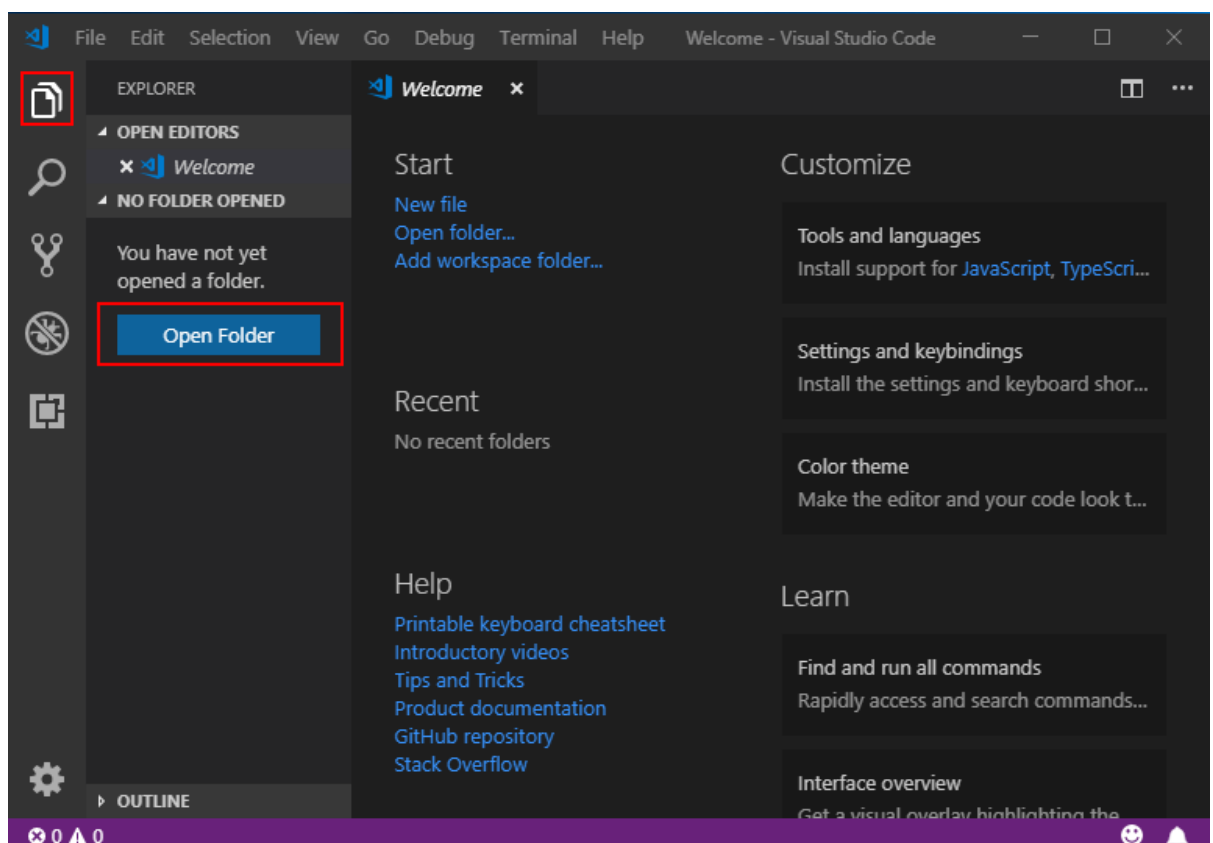 File Edit Selection View Go Debug Terminal Help Welcome - Visual Studio Code
EXPLORER
OPEN EDITORS
Welcome
NO FOLDER OPENED
You have not yet
opened a folder.
Open Folder
OUTLINE
Welcome
Start
New file
Open folder...
Add workspace folder...
Recent
No recent folders
Help
Printable keyboard cheatsheet
Introductory videos
Tips and Tricks
Product documentation
GitHub repository
Stack Overflow
Customize
Tools and languages
Install support for JavaScript, TypeScri...
Settings and keybindings
Install the settings and keyboard shor...
Color theme
Make the editor and your code look t...
Learn
Find and run all commands
Rapidly access and search commands...
Interface overview
Get a visual overlay highlighting the
0 0